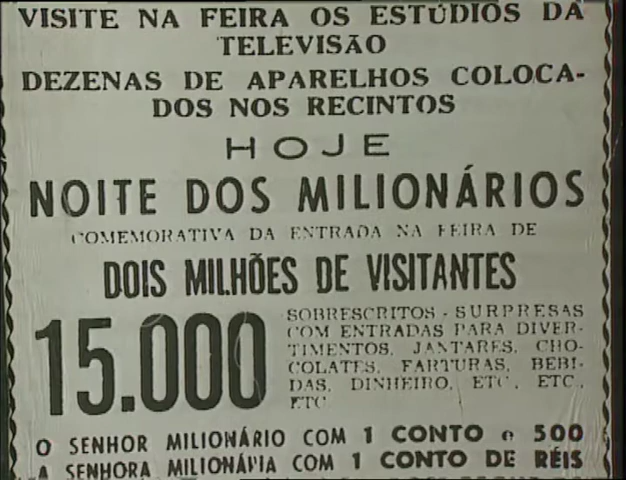 VISITE NA FEIRA OS ESTÚDIOS DA
TELEVISÃO
DEZENAS DE APARELHOS COLOCA-
DOS NOS RECINTOS
HOJE
NOITE DOS MILIONÁRIOS
COMEMORATIVA DA ENTRADA NA FEIRA DE
DOIS MILHÕES DE VISITANTES
15.000
SOBRESCRITOS - SURPRESAS
COM ENTRADAS PARA DIVER-
TIMENTOS, JANTARES, CHO-
COLATES, FARTURAS, BEBI-
DAS, DINHEIRO, ETC., ETC.,
ETC
O SENHOR MILIONÁRIO COM 1 CONTO e 500
A SENHORA MILIONÁRIA COM 1 CONTO DE RÉIS